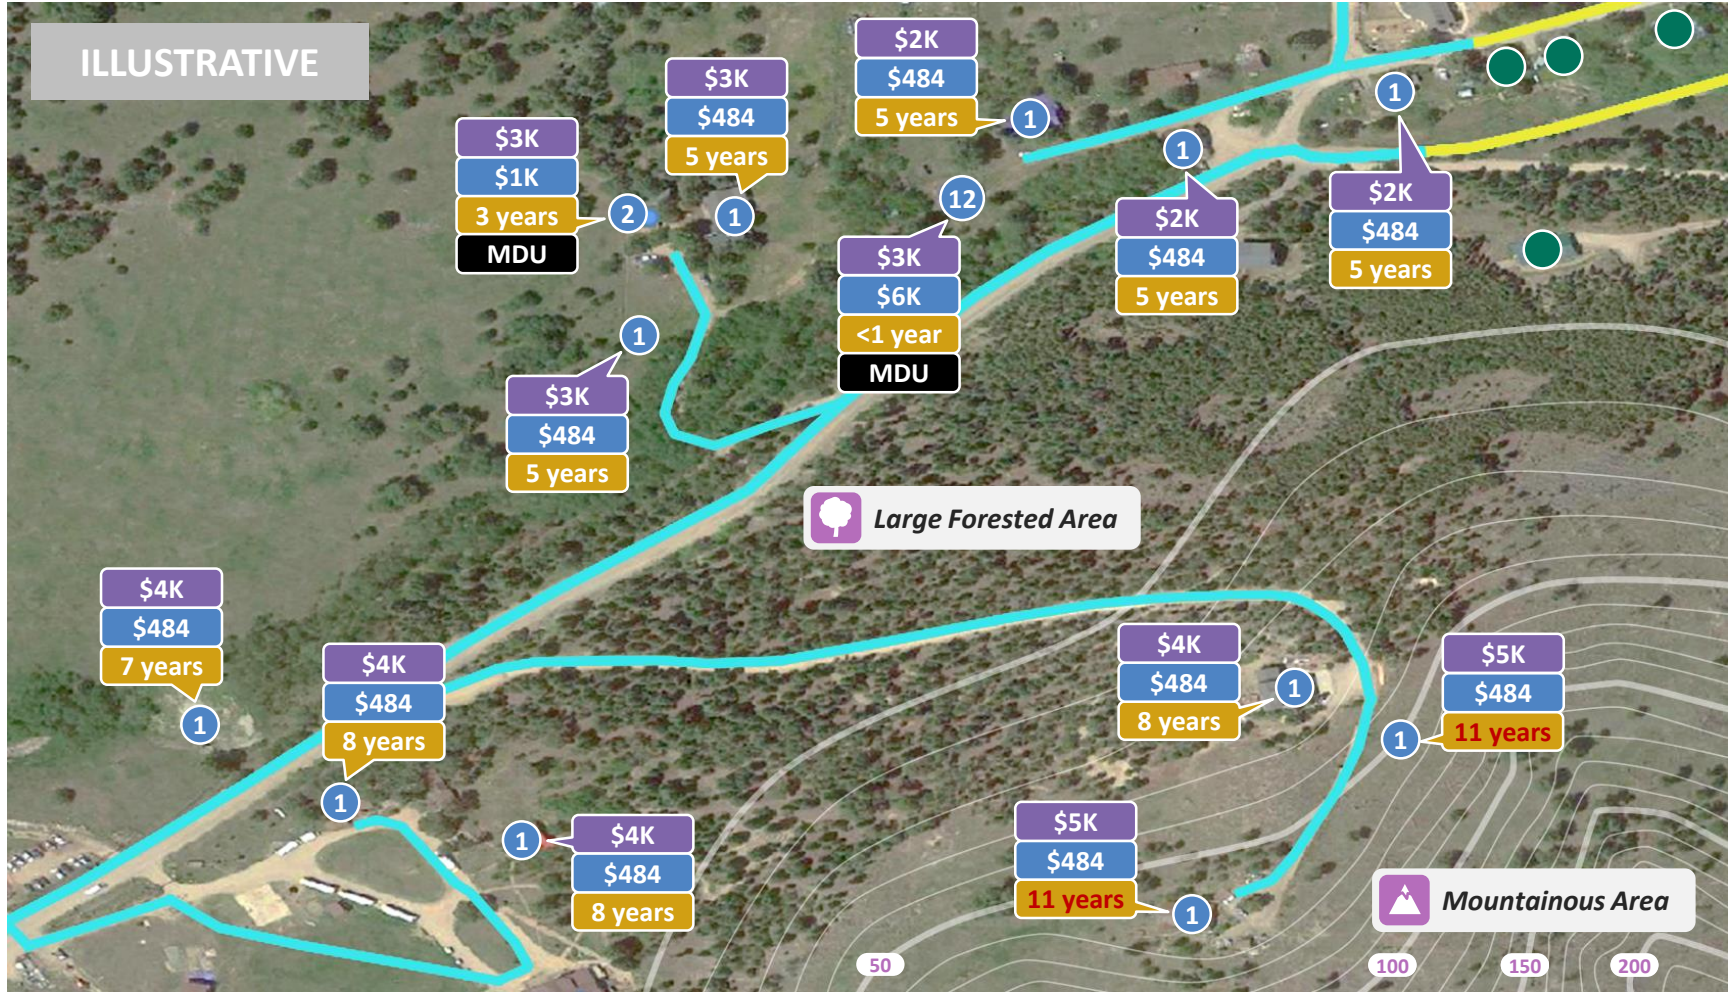 ILLUSTRATIVE
$2K
$484
5 years
1
$3K
$484
5 years
1
$3K
$1K
3 years
MDU
2
12
$3K
$6K
<1 year
MDU
1
$2K
$484
5 years
1
$2K
$484
5 years
1
$3K
$484
5 years
Large Forested Area
$4K
$484
7 years
1
$4K
$484
8 years
1
1
$4K
$484
8 years
$4K
$484
8 years
1
$5K
$484
11 years
1
$5K
$484
11 years
1
Mountainous Area
50
100
150
200